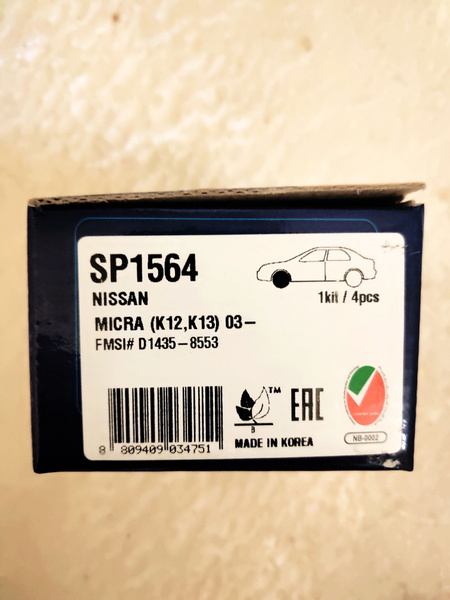 SP1564
NISSAN
1kit / 4pcs
MICRA (K12,K13) 03-
FMSI# D1435-8553
TM
EAC
B
MADE IN KOREA
NB-0002
8 809409 034751